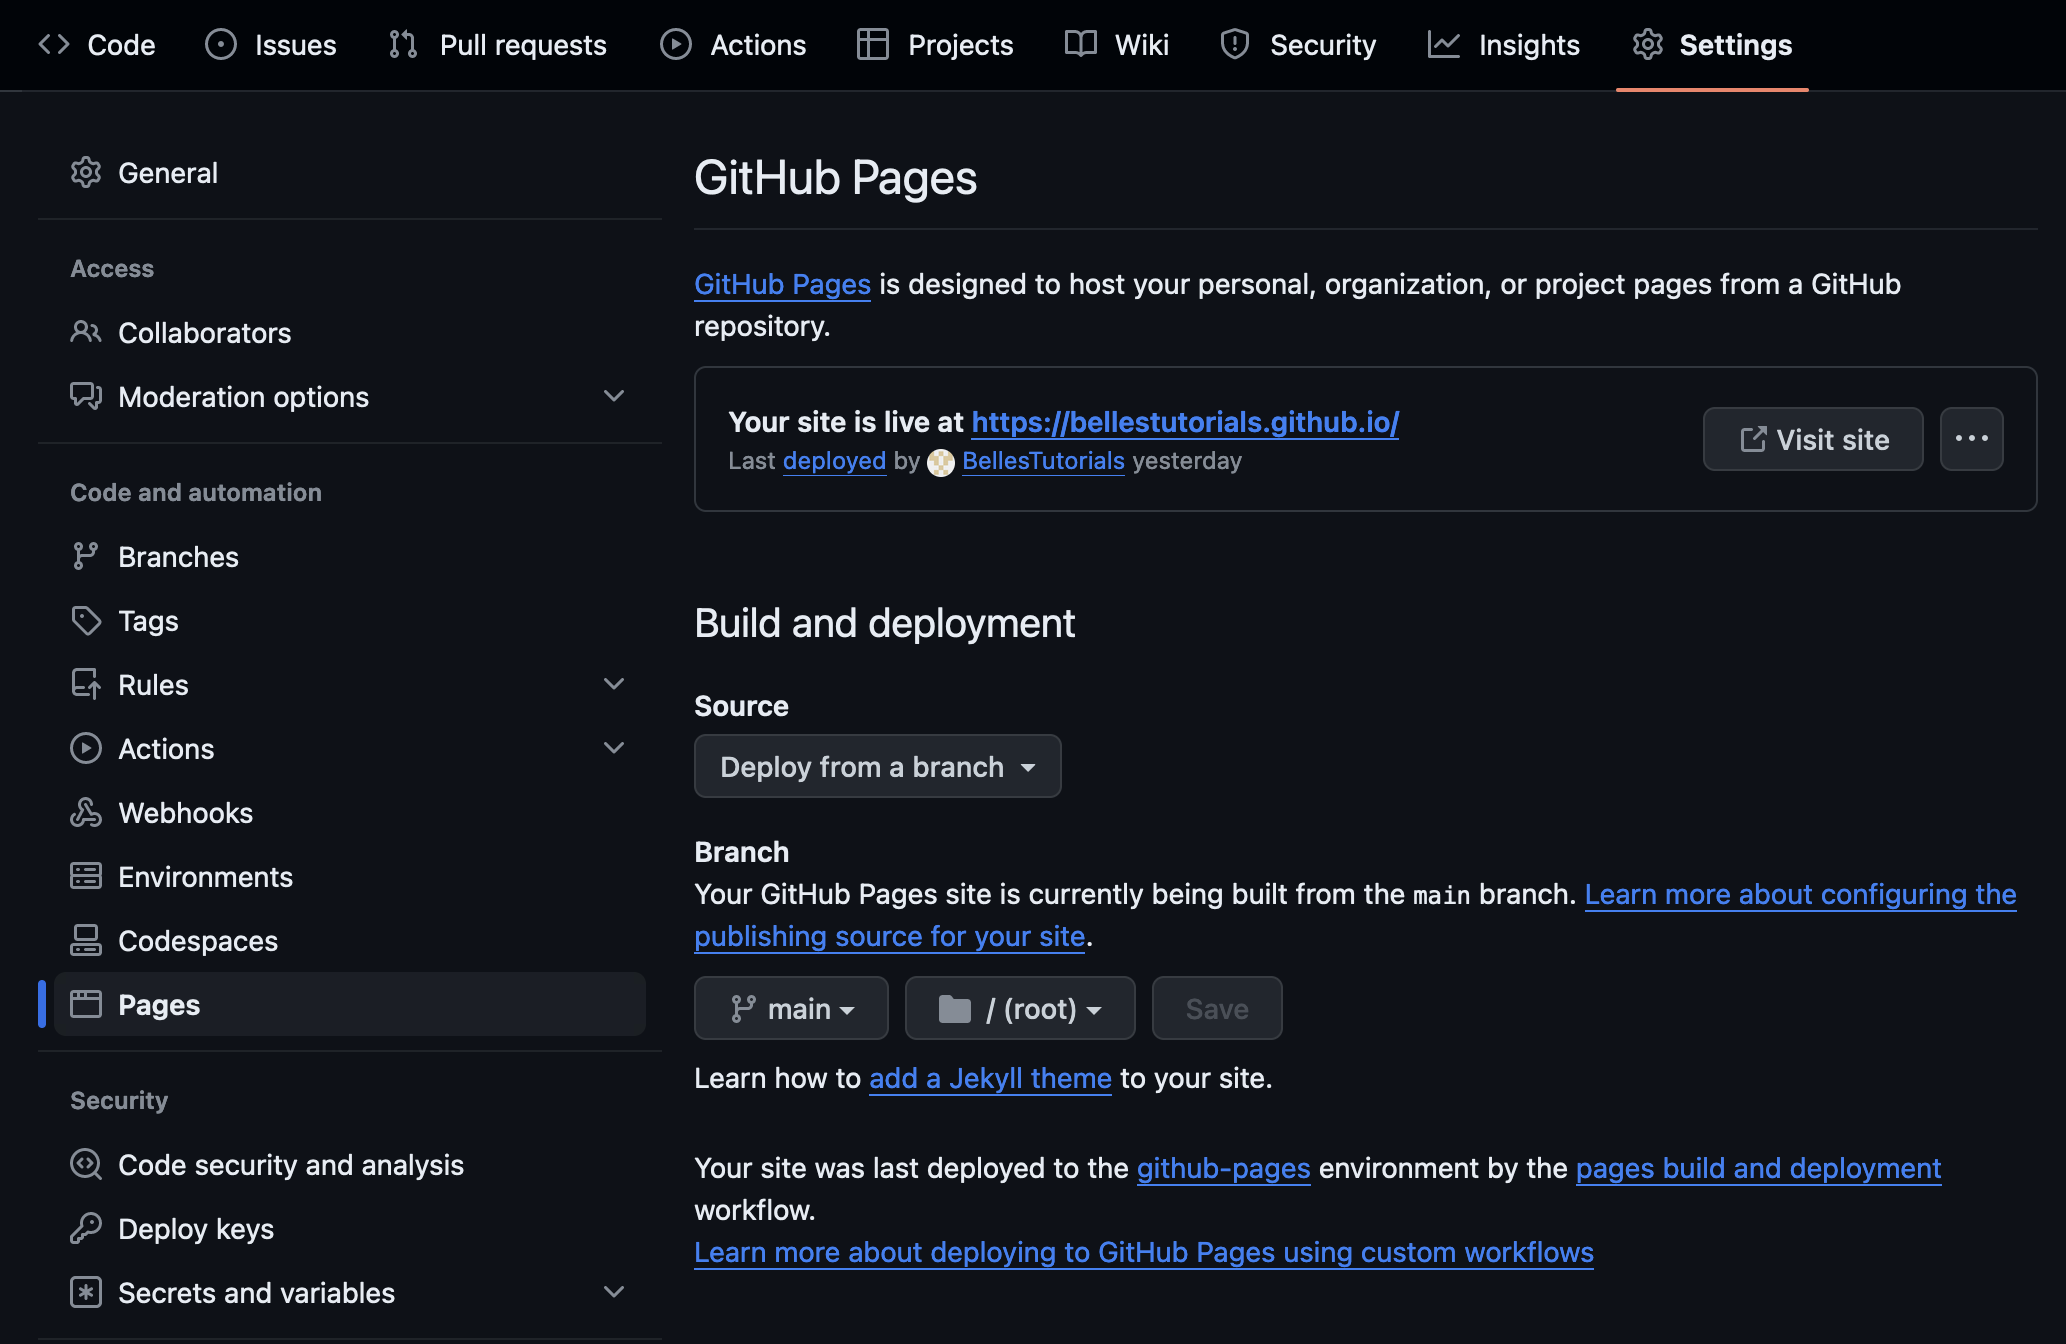 Code Issues Pull requests Actions Projects Wiki Security Insights Settings
General
Access
Collaborators
Moderation options
Code and automation
Branches
Tags
Rules
Actions
Webhooks
Environments
Codespaces
Pages
Security
Code security and analysis
Deploy keys
Secrets and variables
GitHub Pages
GitHub Pages is designed to host your personal, organization, or project pages from a GitHub
repository.
Your site is live at https://bellestutorials.github.io/
Last deployed by BellesTutorials yesterday
Visit site
Build and deployment
Source
Deploy from a branch
Branch
Your GitHub Pages site is currently being built from the main branch. Learn more about configuring the
publishing source for your site.
main / (root) Save
Learn how to add a Jekyll theme to your site.
Your site was last deployed to the github-pages environment by the pages build and deployment
workflow.
Learn more about deploying to GitHub Pages using custom workflows